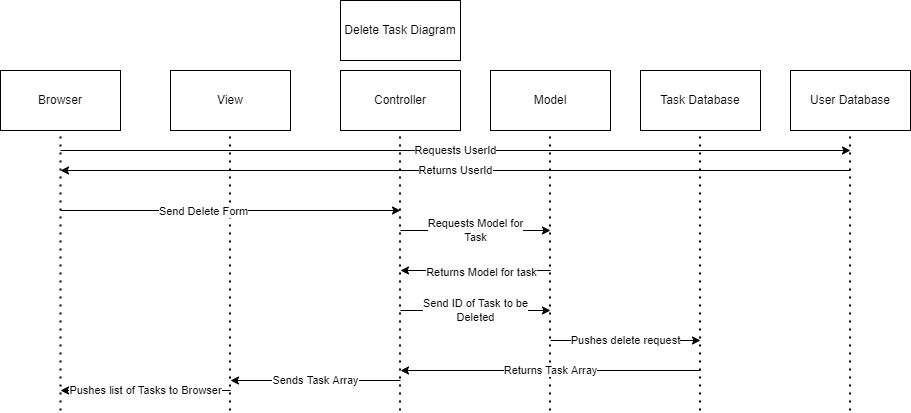 Delete Task Diagram
Browser
View
Controller
Model
Task Database
User Database
Requests UserId
Returns UserId
Send Delete Form
Requests Model for
Task
Returns Model for task
Send ID of Task to be
Deleted
Pushes delete request
Returns Task Array
Sends Task Array
Pushes list of Tasks to Browser